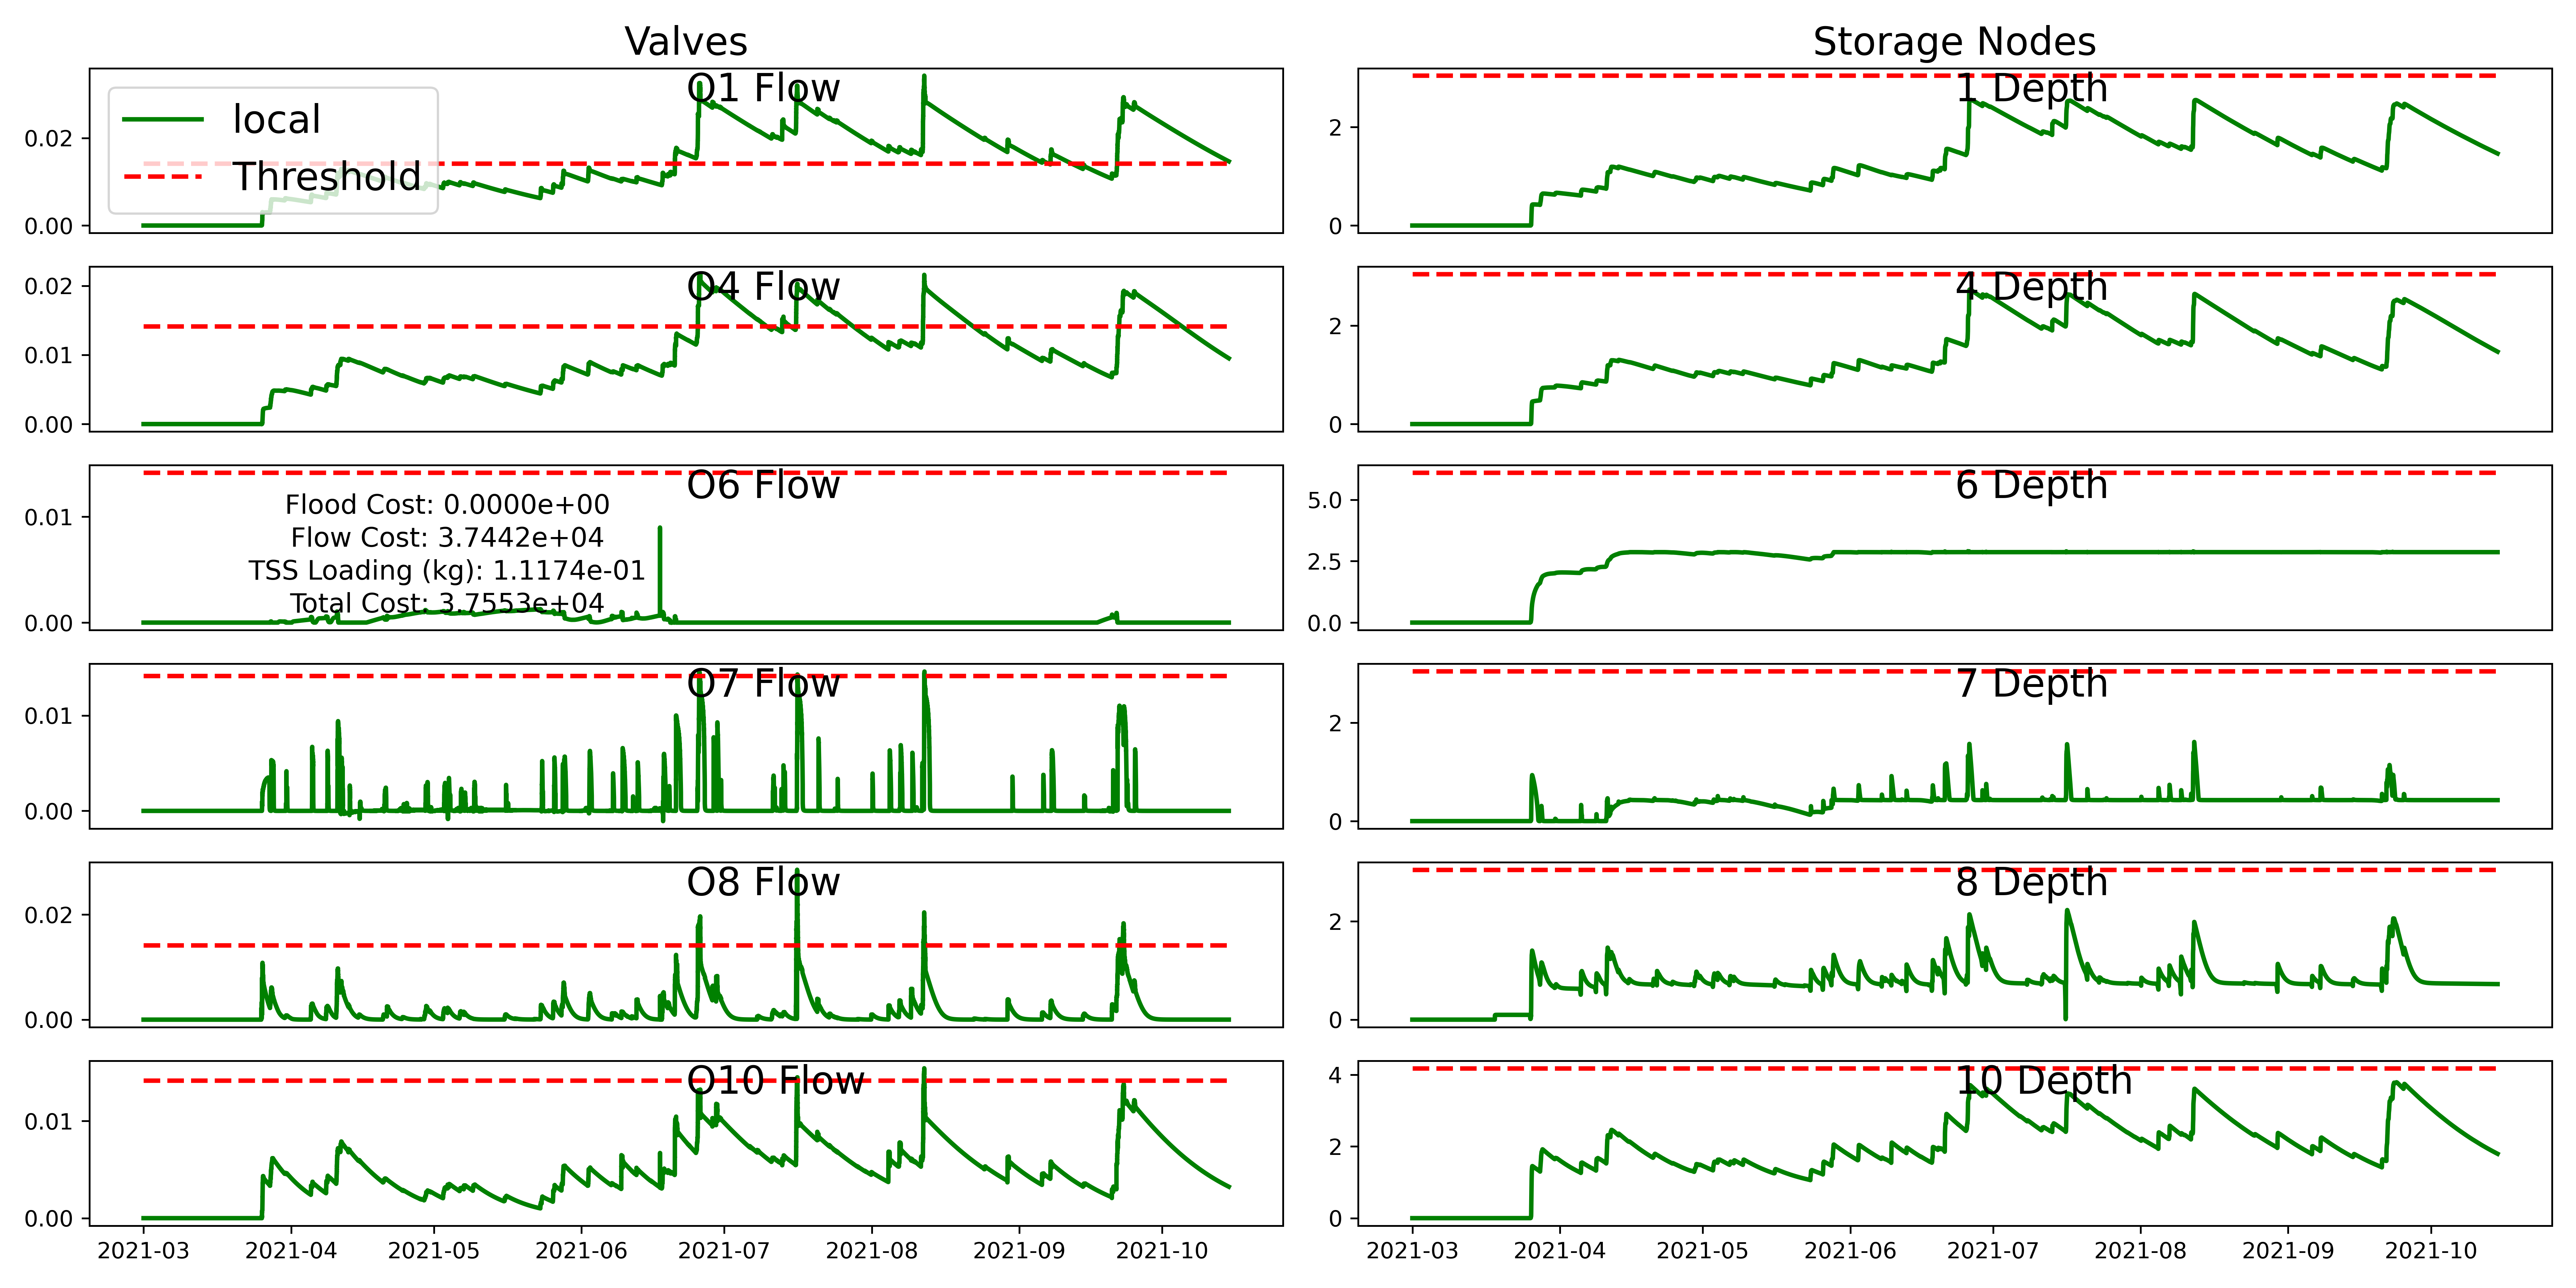 Valves
Storage Nodes
O1 Flow
local
Threshold
0.02
0.00
1 Depth
2
0
O4 Flow
0.02
0.01
0.00
4 Depth
2
0
O6 Flow
0.01
0.00
Flood Cost: 0.0000e+00
Flow Cost: 3.7442e+04
TSS Loading (kg): 1.1174e-01
Total Cost: 3.7553e+04
6 Depth
5.0
2.5
0.0
O7 Flow
0.01
0.00
7 Depth
2
0
O8 Flow
0.02
0.00
8 Depth
2
0
O10 Flow
0.01
0.00
2021-03 2021-04 2021-05 2021-06 2021-07 2021-08 2021-09 2021-10
10 Depth
4
2
0
2021-03 2021-04 2021-05 2021-06 2021-07 2021-08 2021-09 2021-10